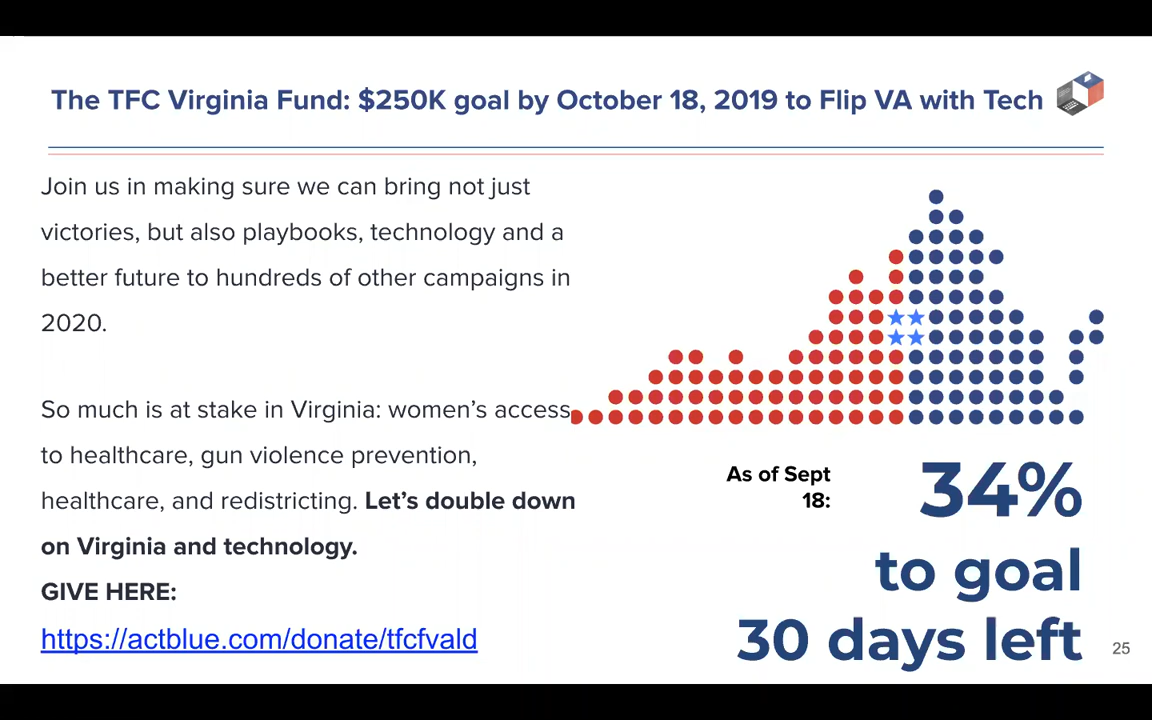 The TFC Virginia Fund: $250K goal by October 18, 2019 to Flip VA with Tech
Join us in making sure we can bring not just
victories, but also playbooks, technology and a
better future to hundreds of other campaigns in
2020.
So much is at stake in Virginia: women’s access
to healthcare, gun violence prevention,
healthcare, and redistricting. Let’s double down
on Virginia and technology.
GIVE HERE:
https://actblue.com/donate/tfcfvald
As of Sept
18:
34%
to goal
30 days left
25